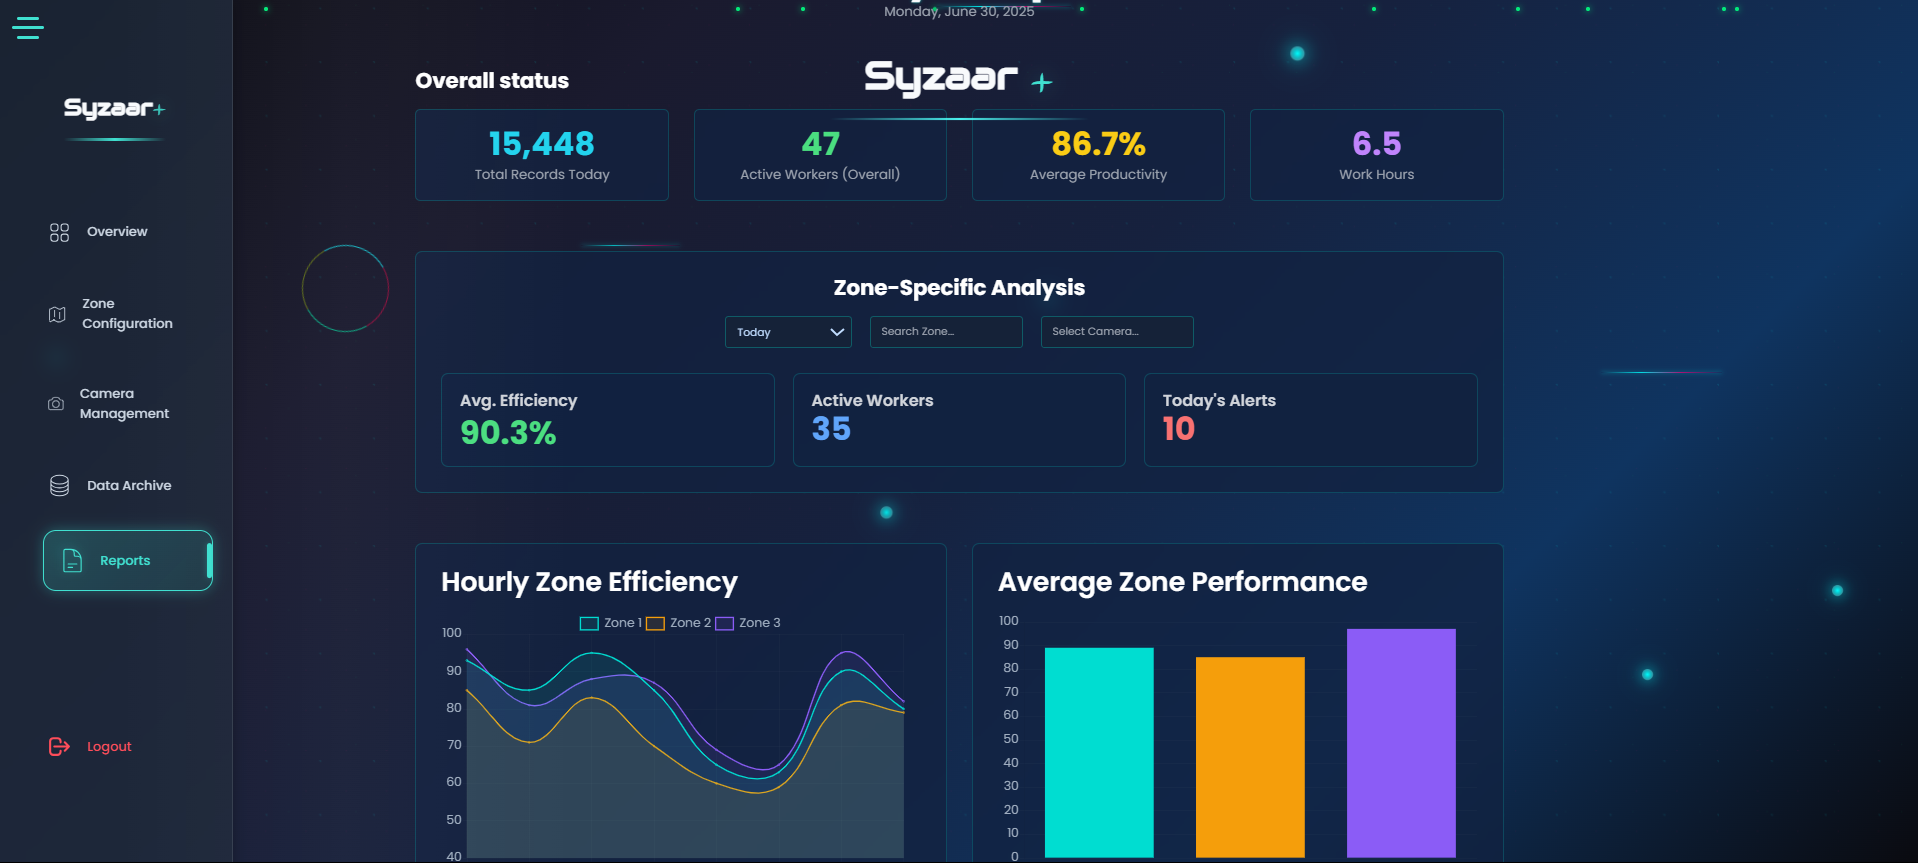 Monday, June 30, 2025
Syzaar
Syzaar
Overview
Zone
Configuration
Camera
Management
Data Archive
Reports
Logout
Overall status
15,448
Total Records Today
47
Active Workers (Overall)
86.7%
Average Productivity
6.5
Work Hours
Zone-Specific Analysis
Today
Search Zone...
Select Camera...
Avg. Efficiency
90.3%
Active Workers
35
Today's Alerts
10
Hourly Zone Efficiency
Zone 1 Zone 2 Zone 3
100
90
80
70
60
50
40
Average Zone Performance
100
90
80
70
60
50
40
30
20
10
0